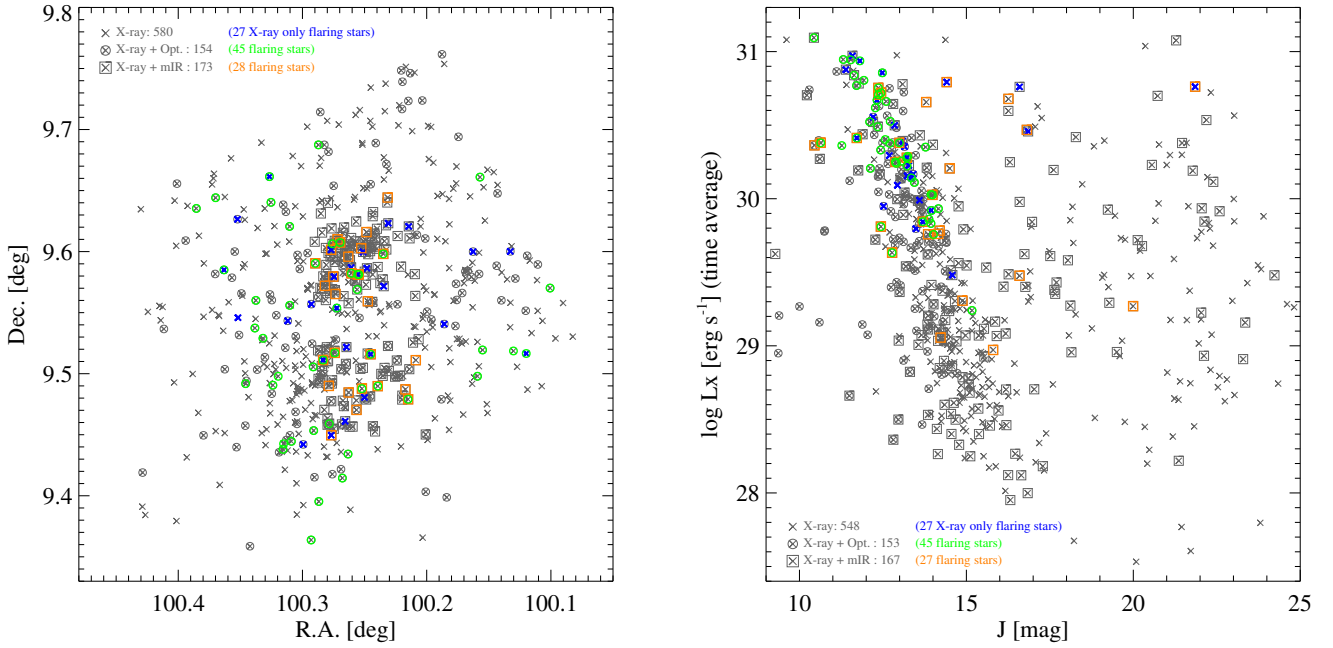 9.8
9.7
9.6
9.5
9.4
Dec. [deg]
X-ray: 580 (27 X-ray only flaring stars)
X-ray + Opt. : 154 (45 flaring stars)
X-ray + mIR : 173 (28 flaring stars)
100.4 100.3 100.2 100.1
R.A. [deg]
31
30
29
28
log Lx [erg s⁻¹] (time average)
X-ray: 548 (27 X-ray only flaring stars)
X-ray + Opt. : 153 (45 flaring stars)
X-ray + mIR : 167 (27 flaring stars)
10 15 20 25
J [mag]